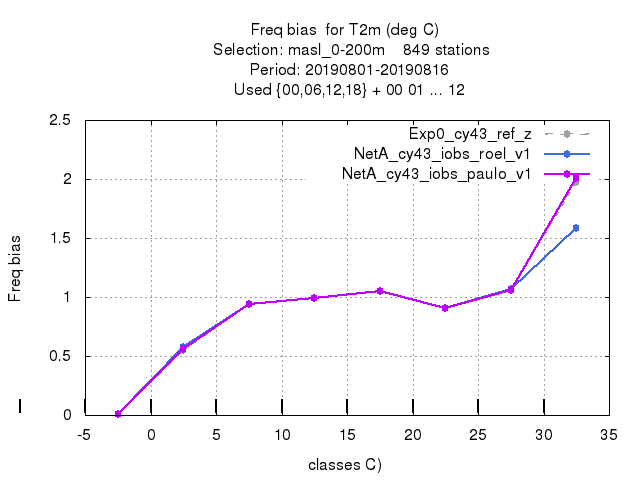 Freq bias  for T2m (deg C)
Selection: masl_0-200m    849 stations
Period: 20190801-20190816
Used {00,06,12,18} + 00 01 ... 12
Exp0_cy43_ref_z
NetA_cy43_iobs_roel_v1
NetA_cy43_iobs_paulo_v1
2.5
2
1.5
1
0.5
0
Freq bias
-5 0 5 10 15 20 25 30 35
classes C)